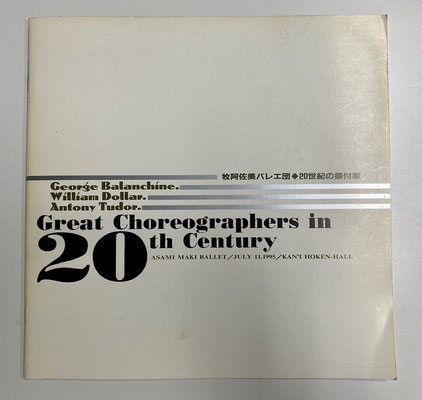 牧阿佐美バレエ団◆20世紀の振付家
George Balanchine.
William Dollar.
Antony Tudor.
Great Choreographers in
20th Century
ASAMI MAKI BALLET/JULY 11.1995/KAN'I HOKEN-HALL